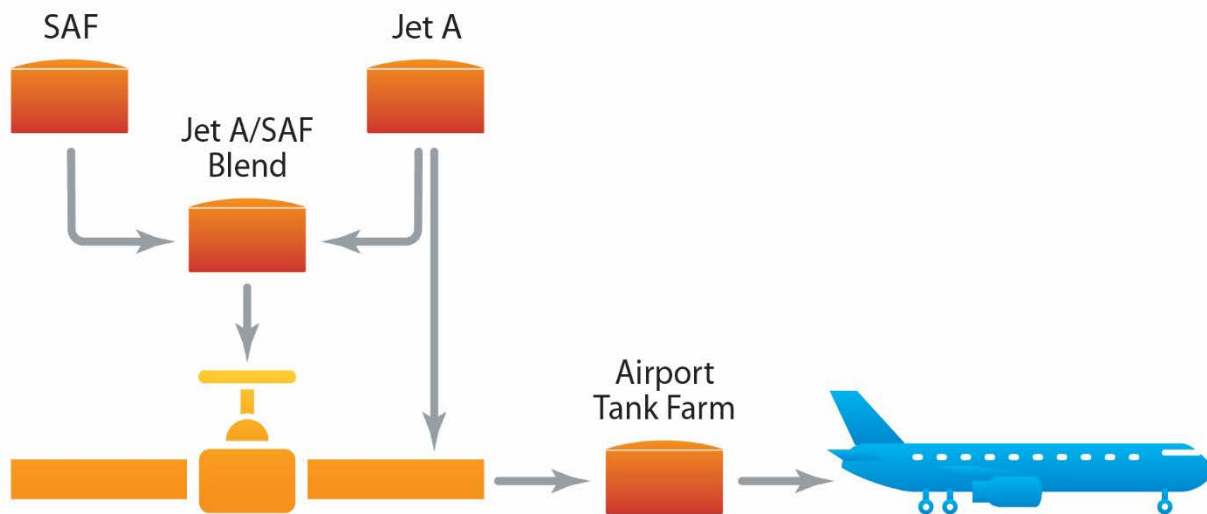 SAF
Jet A
Jet A/SAF
Blend
Airport
Tank Farm